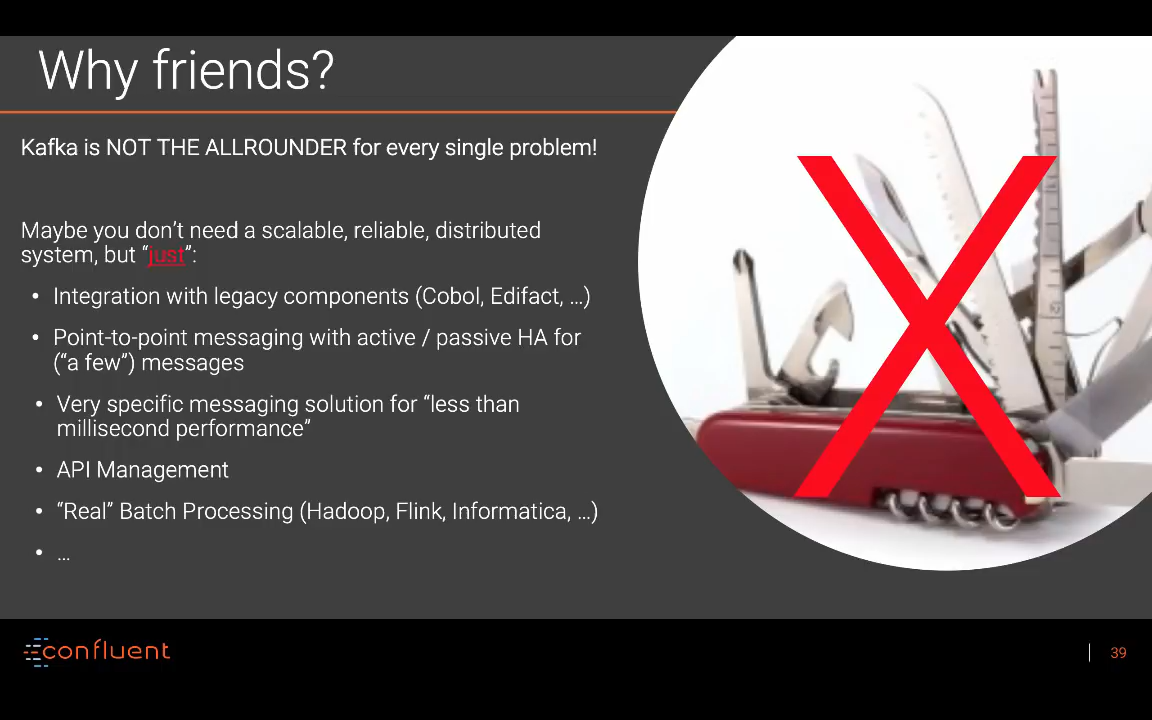 Why friends?
Kafka is NOT THE ALLROUNDER for every single problem!
Maybe you don’t need a scalable, reliable, distributed
system, but “just”:
• Integration with legacy components (Cobol, Edifact, …)
• Point-to-point messaging with active / passive HA for
(“a few”) messages
• Very specific messaging solution for “less than
millisecond performance”
• API Management
• “Real” Batch Processing (Hadoop, Flink, Informatica, …)
• …
confluent
39